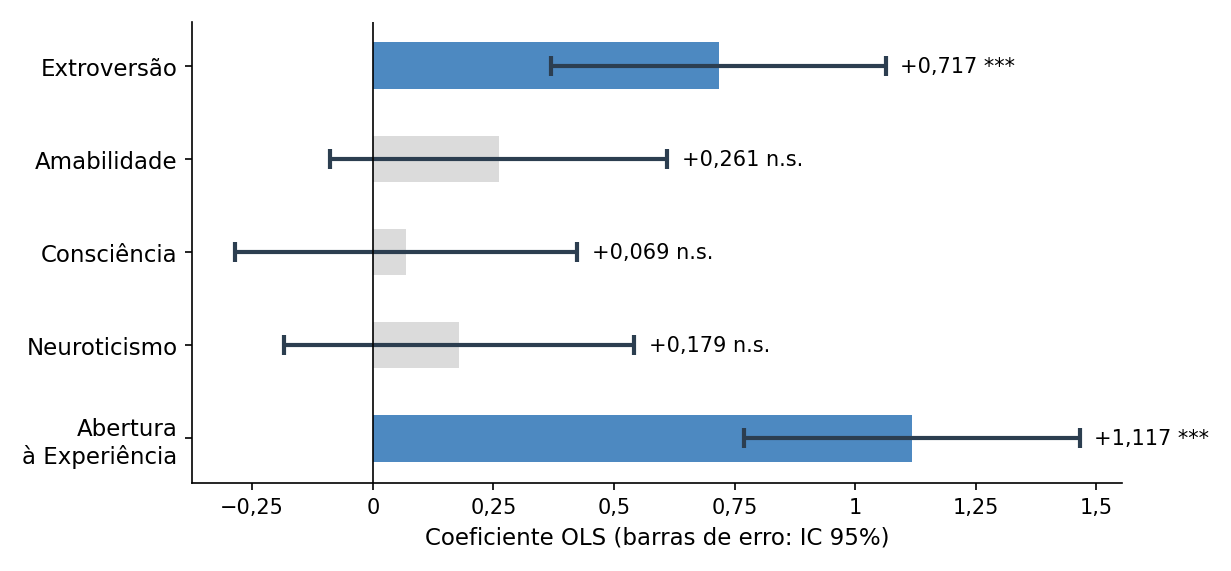 Extroversão
+0,717 ***
Amabilidade
+0,261 n.s.
Consciência
+0,069 n.s.
Neuroticismo
+0,179 n.s.
Abertura
à Experiência
+1,117 ***
−0,25 0 0,25 0,5 0,75 1 1,25 1,5
Coeficiente OLS (barras de erro: IC 95%)